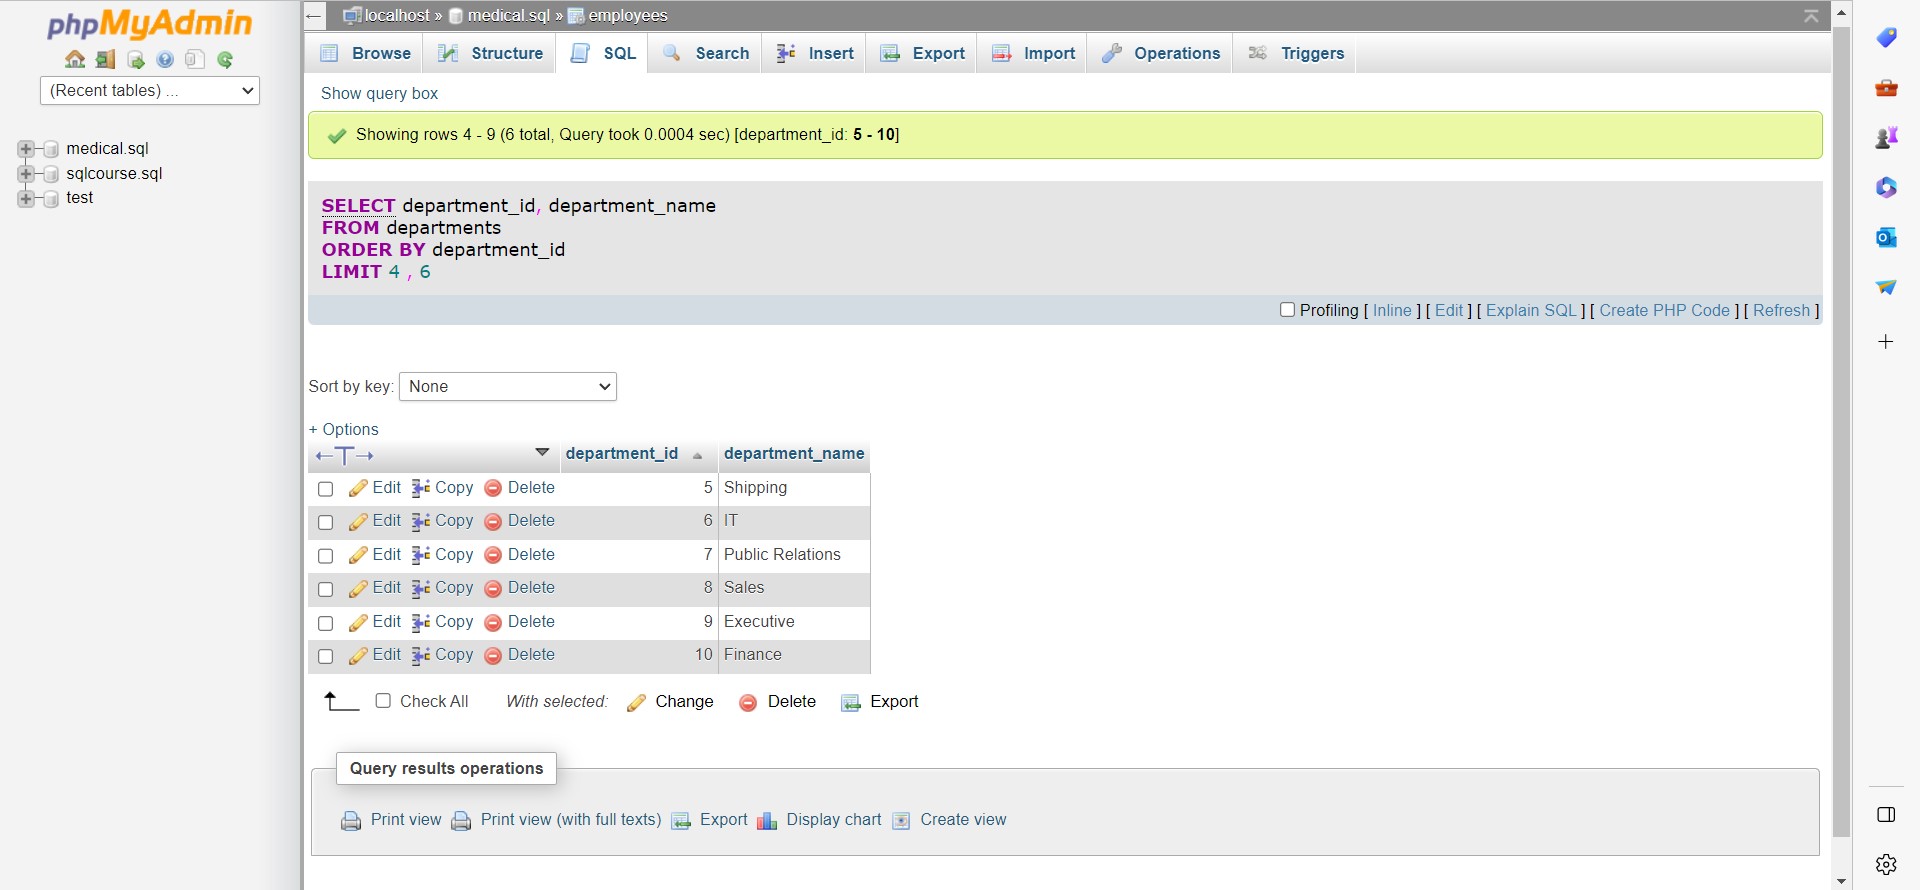 phpMyAdmin
(Recent tables) ...
medical.sql
sqlcourse.sql
test
localhost » medical.sql » employees
Browse Structure SQL Search Insert Export Import Operations Triggers
Show query box
Showing rows 4 - 9 (6 total, Query took 0.0004 sec) [department_id: 5 - 10]
SELECT department_id, department_name
FROM departments
ORDER BY department_id
LIMIT 4 , 6
Profiling [ Inline ] [ Edit ] [ Explain SQL ] [ Create PHP Code ] [ Refresh ]
Sort by key: None
+ Options
department_id department_name
Edit Copy Delete 5 Shipping
Edit Copy Delete 6 IT
Edit Copy Delete 7 Public Relations
Edit Copy Delete 8 Sales
Edit Copy Delete 9 Executive
Edit Copy Delete 10 Finance
Check All With selected: Change Delete Export
Query results operations
Print view Print view (with full texts) Export Display chart Create view